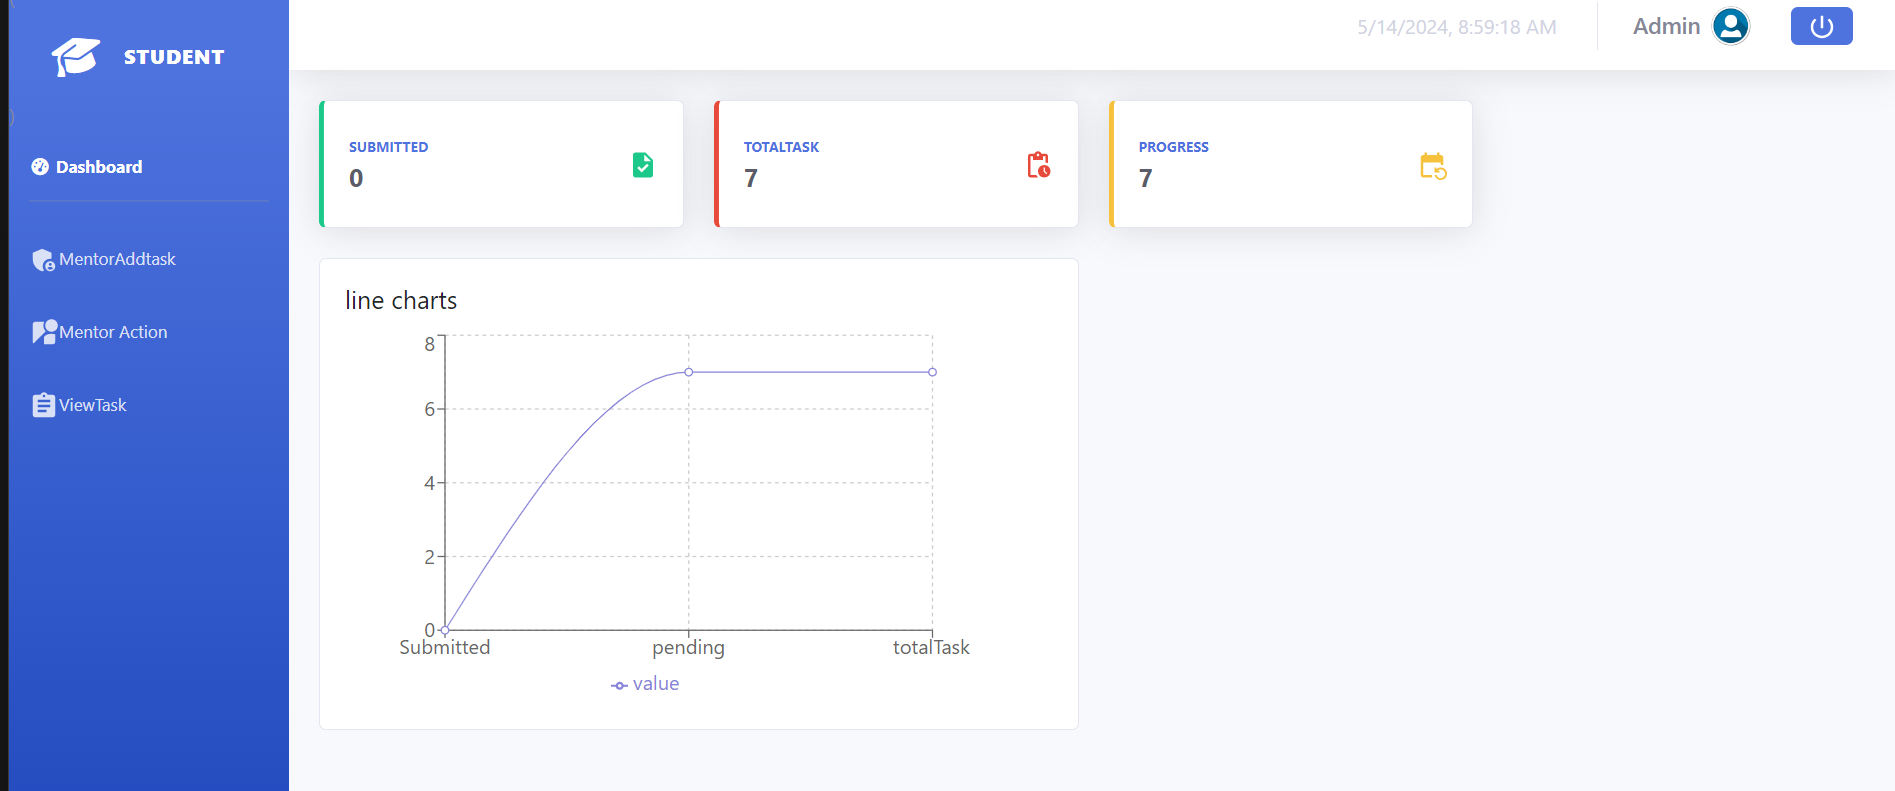 STUDENT
Dashboard
MentorAddtask
Mentor Action
ViewTask
5/14/2024, 8:59:18 AM
Admin
SUBMITTED
0
TOTALTASK
7
PROGRESS
7
line charts
8
6
4
2
0
Submitted pending totalTask
value